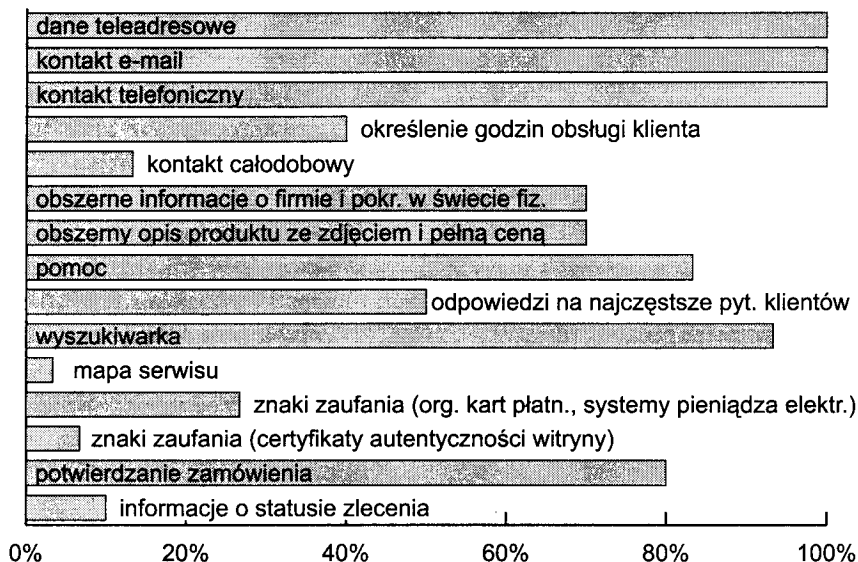 dane teleadresowe
kontakt e-mail
kontakt telefoniczny
określenie godzin obsługi klienta
kontakt całodobowy
obszerne informacje o firmie i pokr. w świecie fiz.
obszerny opis produktu ze zdjęciem i pełną ceną
pomoc
odpowiedzi na najczęstsze pyt. klientów
wyszukiwarka
mapa serwisu
znaki zaufania (org. kart płatn., systemy pieniądza elektr.)
znaki zaufania (certyfikaty autentyczności witryny)
potwierdzanie zamówienia
informacje o statusie zlecenia
0% 20% 40% 60% 80% 100%